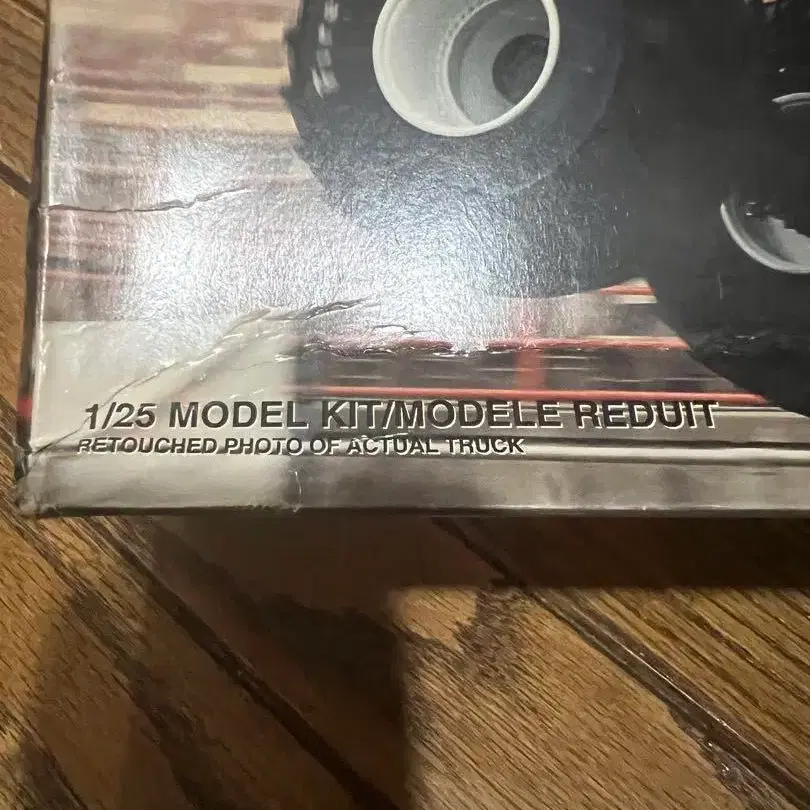 1/25 MODEL KIT/MODELE REDUIT
RETOUCHED PHOTO OF ACTUAL TRUCK